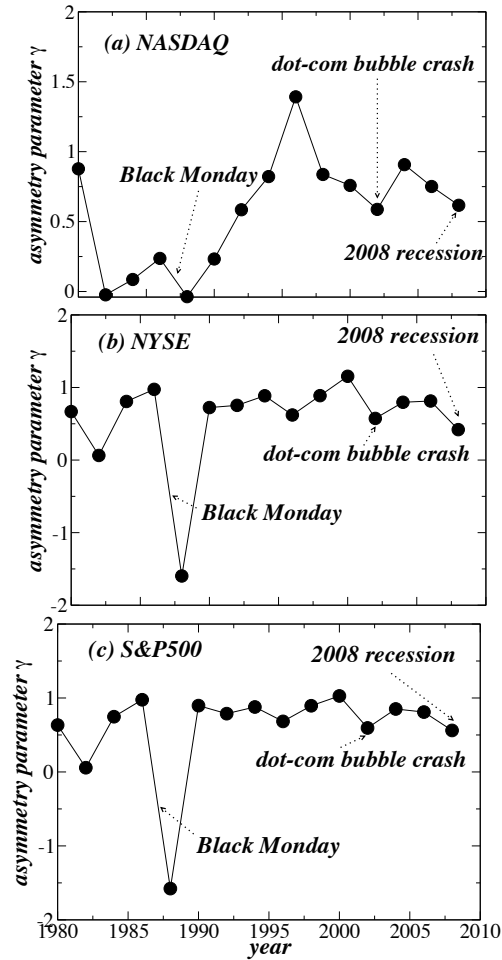 2
(a) NASDAQ
dot-com bubble crash
1.5
asymmetry parameter γ
1
Black Monday
0.5
2008 recession
0
2
(b) NYSE
2008 recession
1
asymmetry parameter γ
0
dot-com bubble crash
-1
Black Monday
-2
2
(c) S&P500
2008 recession
1
asymmetry parameter γ
dot-com bubble crash
0
Black Monday
-1
-2
1980 1985 1990 1995 2000 2005 2010
year